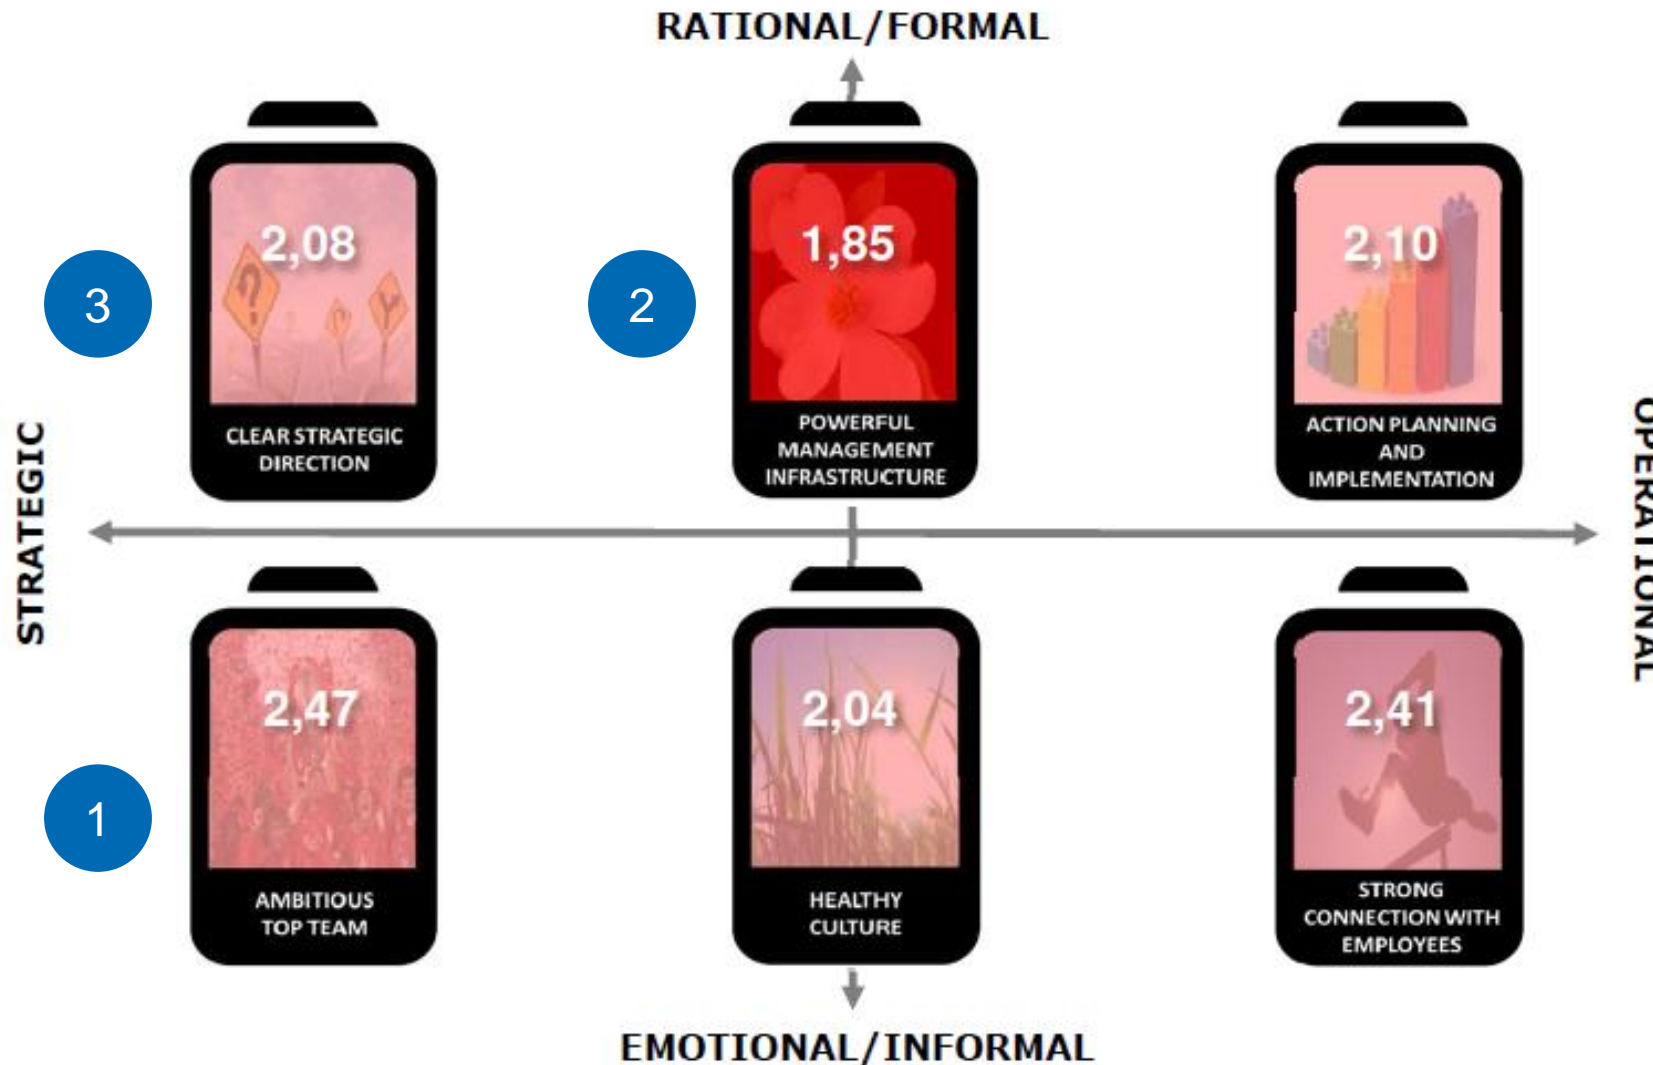 RATIONAL/FORMAL
2,08
1,85
2,10
3
2
CLEAR STRATEGIC
DIRECTION
POWERFUL
MANAGEMENT
INFRASTRUCTURE
ACTION PLANNING
AND
IMPLEMENTATION
STRATEGIC
OPERATIONAL
2,47
2,04
2,41
1
AMBITIOUS
TOP TEAM
HEALTHY
CULTURE
STRONG
CONNECTION WITH
EMPLOYEES
EMOTIONAL/INFORMAL